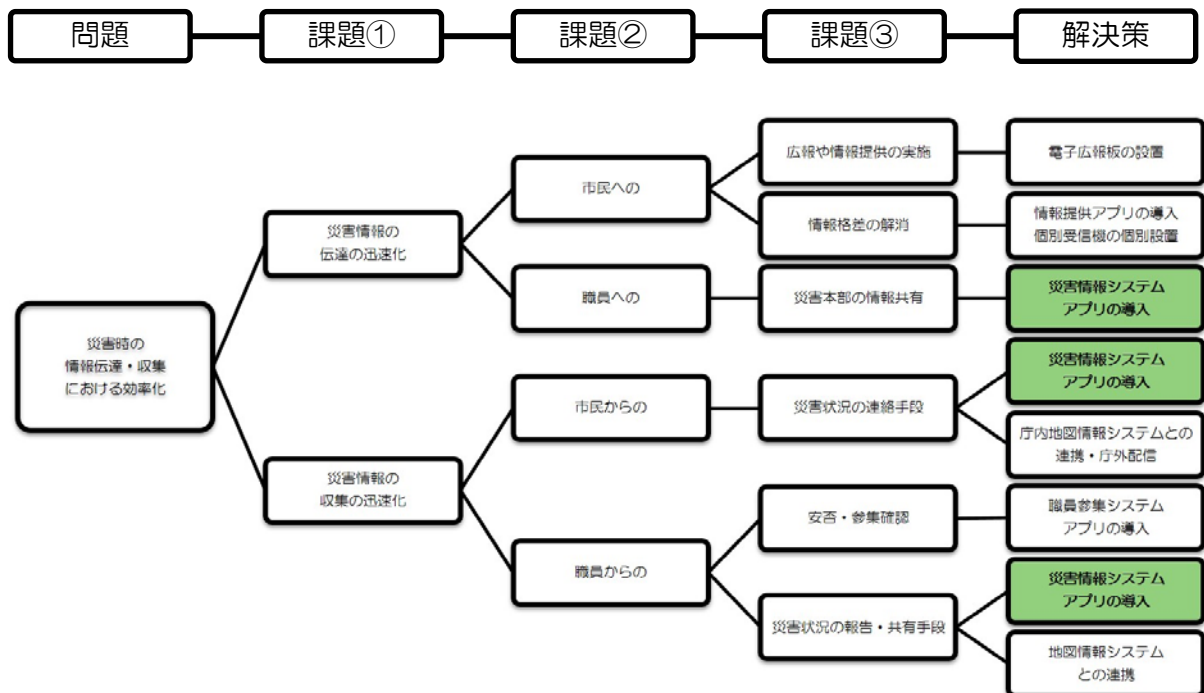 問題
課題①
課題②
課題③
解決策
災害時の
情報伝達・収集
における効率化
災害情報の
伝達の迅速化
災害情報の
収集の迅速化
市民への
職員への
市民からの
職員からの
広報や情報提供の実施
情報格差の解消
災害本部の情報共有
災害状況の連絡手段
安否・参集確認
災害状況の報告・共有手段
電子広報板の設置
情報提供アプリの導入
個別受信機の個別設置
災害情報システム
アプリの導入
災害情報システム
アプリの導入
庁内地図情報システムとの
連携・庁外配信
職員参集システム
アプリの導入
災害情報システム
アプリの導入
地図情報システム
との連携